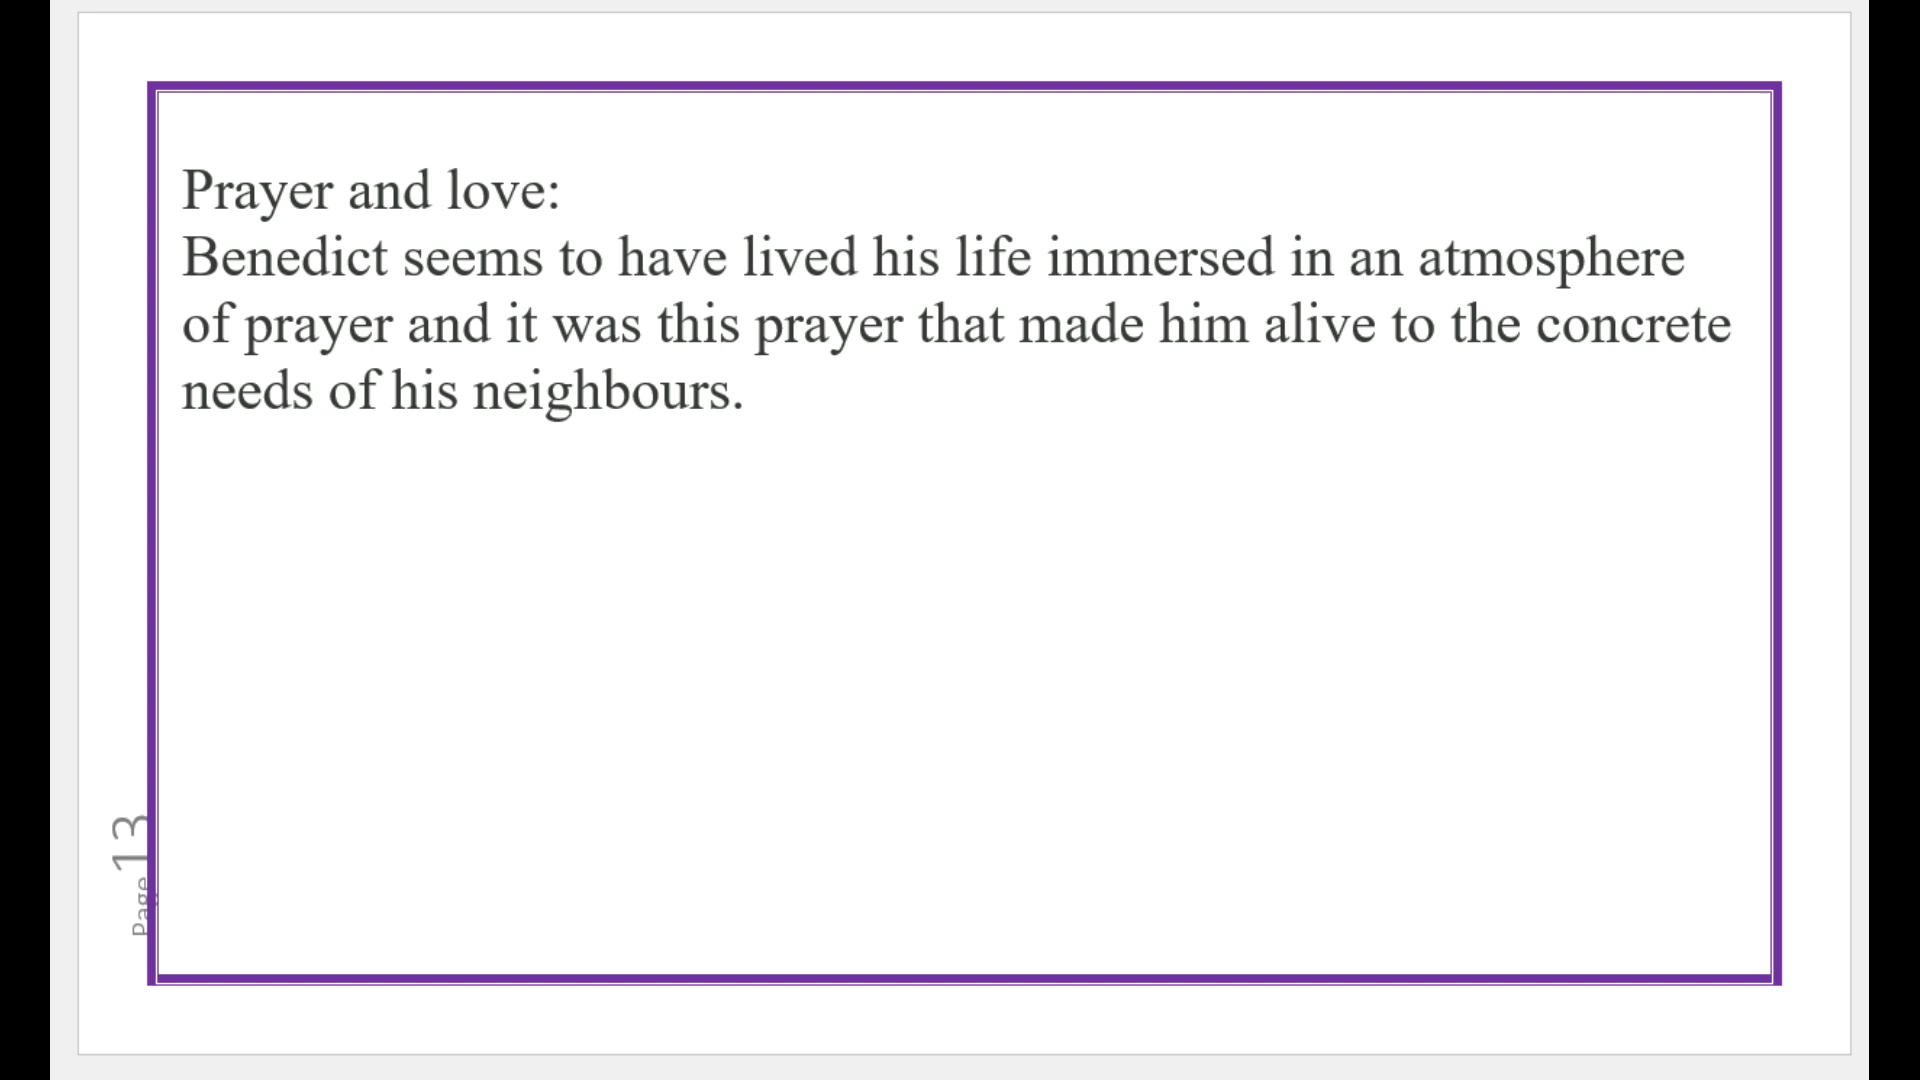 Prayer and love:
Benedict seems to have lived his life immersed in an atmosphere
of prayer and it was this prayer that made him alive to the concrete
needs of his neighbours.
Page 13